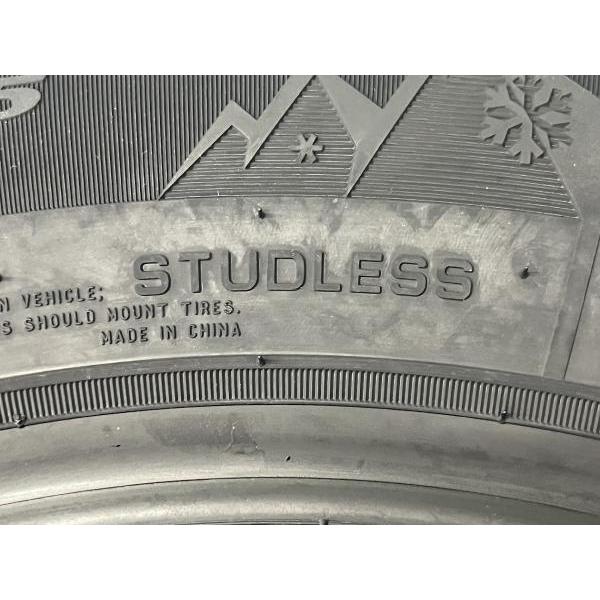 STUDLESS
N VEHICLE;
S SHOULD MOUNT TIRES.
MADE IN CHINA